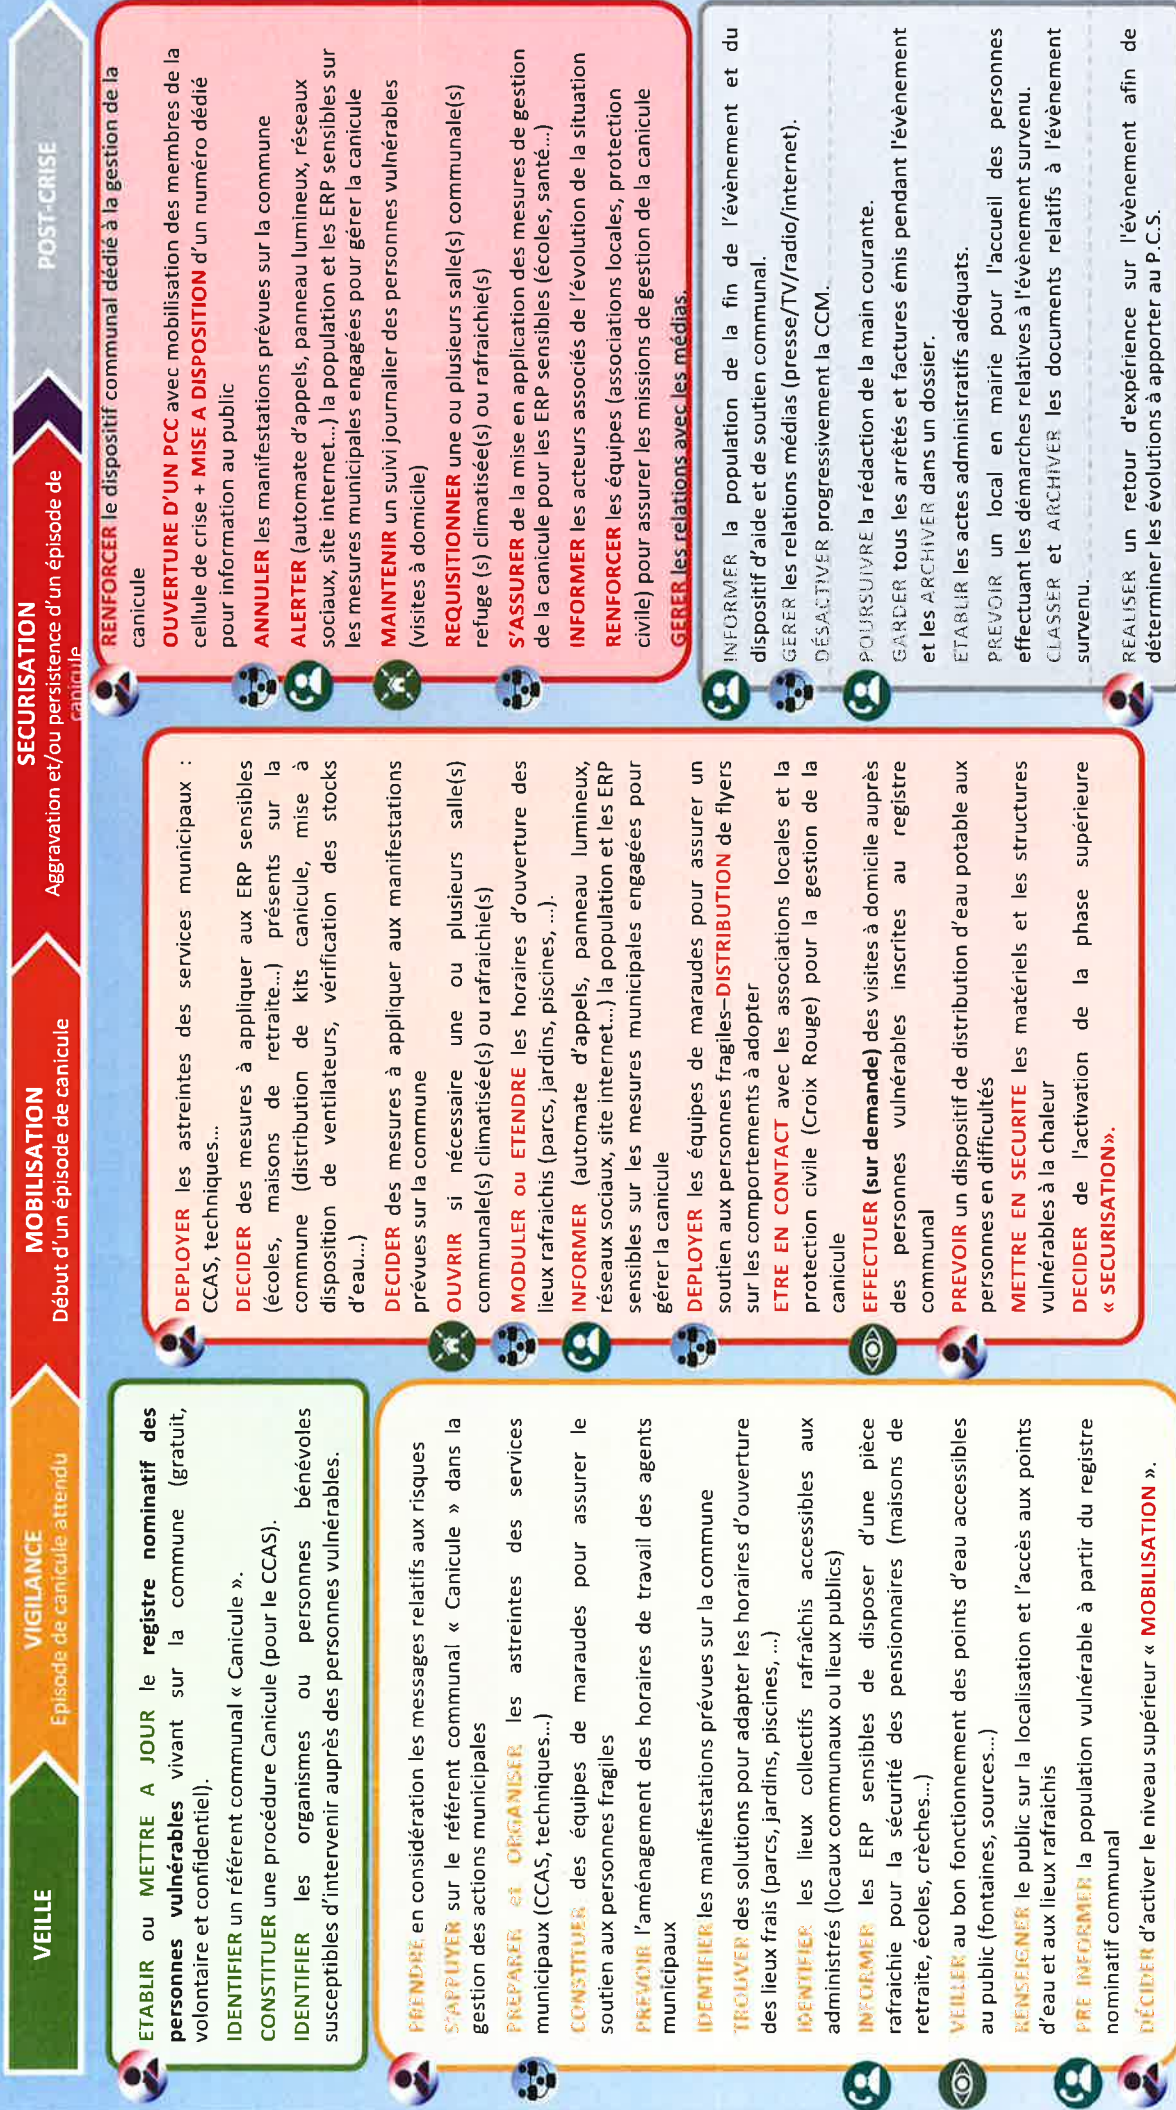 VEILLE
VIGILANCE
Episode de canicule attendu
MOBILISATION
Début d'un épisode de canicule
SECURISATION
Aggravation et/ou persistence d'un épisode de
canicule
POST-CRISE
ETABLIR ou METTRE A JOUR le registre nominatif des
personnes vulnérables vivant sur la commune (gratuit,
volontaire et confidentiel).
IDENTIFIER un référent communal « Canicule ».
CONSTITUER une procédure Canicule (pour le CCAS).
IDENTIFIER les organismes ou personnes bénévoles
susceptibles d'intervenir auprès des personnes vulnérables.
PRENDRE en considération les messages relatifs aux risques
S'APPUYER sur le référent communal « Canicule » dans la
gestion des actions municipales
PREPARER et ORGANISER les astreintes des services
municipaux (CCAS, techniques...)
CONSTITUER des équipes de maraudes pour assurer le
soutien aux personnes fragiles
PREVOIR l'aménagement des horaires de travail des agents
municipaux
IDENTIFIER les manifestations prévues sur la commune
TROUVER des solutions pour adapter les horaires d'ouverture
des lieux frais (parcs, jardins, piscines, ...)
IDENTIFIER les lieux collectifs rafraîchis accessibles aux
administrés (locaux communaux ou lieux publics)
INFORMER les ERP sensibles de disposer d'une pièce
rafraichie pour la sécurité des pensionnaires (maisons de
retraite, écoles, crèches...)
VEILLER au bon fonctionnement des points d'eau accessibles
au public (fontaines, sources...)
RENSEIGNER le public sur la localisation et l'accès aux points
d'eau et aux lieux rafraichis
PRE INFORMER la population vulnérable à partir du registre
nominatif communal
DÉCIDER d'activer le niveau supérieur « MOBILISATION ».
DEPLOYER les astreintes des services municipaux :
CCAS, techniques...
DECIDER des mesures à appliquer aux ERP sensibles
(écoles, maisons de retraite...) présents sur la
commune (distribution de kits canicule, mise à
disposition de ventilateurs, vérification des stocks
d'eau...)
DECIDER des mesures à appliquer aux manifestations
prévues sur la commune
OUVRIR si nécessaire une ou plusieurs salle(s)
communale(s) climatisée(s) ou rafraichie(s)
MODULER ou ETENDRE les horaires d'ouverture des
lieux rafraichis (parcs, jardins, piscines, ...).
INFORMER (automate d'appels, panneau lumineux,
réseaux sociaux, site internet...) la population et les ERP
sensibles sur les mesures municipales engagées pour
gérer la canicule
DEPLOYER les équipes de maraudes pour assurer un
soutien aux personnes fragiles–DISTRIBUTION de flyers
sur les comportements à adopter
ETRE EN CONTACT avec les associations locales et la
protection civile (Croix Rouge) pour la gestion de la
canicule
EFFECTUER (sur demande) des visites à domicile auprès
des personnes vulnérables inscrites au registre
communal
PREVOIR un dispositif de distribution d'eau potable aux
personnes en difficultés
METTRE EN SECURITE les matériels et les structures
vulnérables à la chaleur
DECIDER de l'activation de la phase supérieure
« SECURISATION».
RENFORCER le dispositif communal dédié à la gestion de la
canicule
OUVERTURE D'UN PCC avec mobilisation des membres de la
cellule de crise + MISE A DISPOSITION d'un numéro dédié
pour information au public
ANNULER les manifestations prévues sur la commune
ALERTER (automate d'appels, panneau lumineux, réseaux
sociaux, site internet...) la population et les ERP sensibles sur
les mesures municipales engagées pour gérer la canicule
MAINTENIR un suivi journalier des personnes vulnérables
(visites à domicile)
REQUISITIONNER une ou plusieurs salle(s) communale(s)
refuge (s) climatisée(s) ou rafraichie(s)
S'ASSURER de la mise en application des mesures de gestion
de la canicule pour les ERP sensibles (écoles, santé...)
INFORMER les acteurs associés de l'évolution de la situation
RENFORCER les équipes (associations locales, protection
civile) pour assurer les missions de gestion de la canicule
GERER les relations avec les médias.
INFORMER la population de la fin de l'évènement et du
dispositif d'aide et de soutien communal.
GERER les relations médias (presse/TV/radio/internet).
DÉSACTIVER progressivement la CCM.
POURSUIVRE la rédaction de la main courante.
GARDER tous les arrêtés et factures émis pendant l'évènement
et les ARCHIVER dans un dossier.
ETABLIR les actes administratifs adéquats.
PREVOIR un local en mairie pour l'accueil des personnes
effectuant les démarches relatives à l'évènement survenu.
CLASSER et ARCHIVER les documents relatifs à l'évènement
survenu.
REALISER un retour d'expérience sur l'évènement afin de
déterminer les évolutions à apporter au P.C.S.